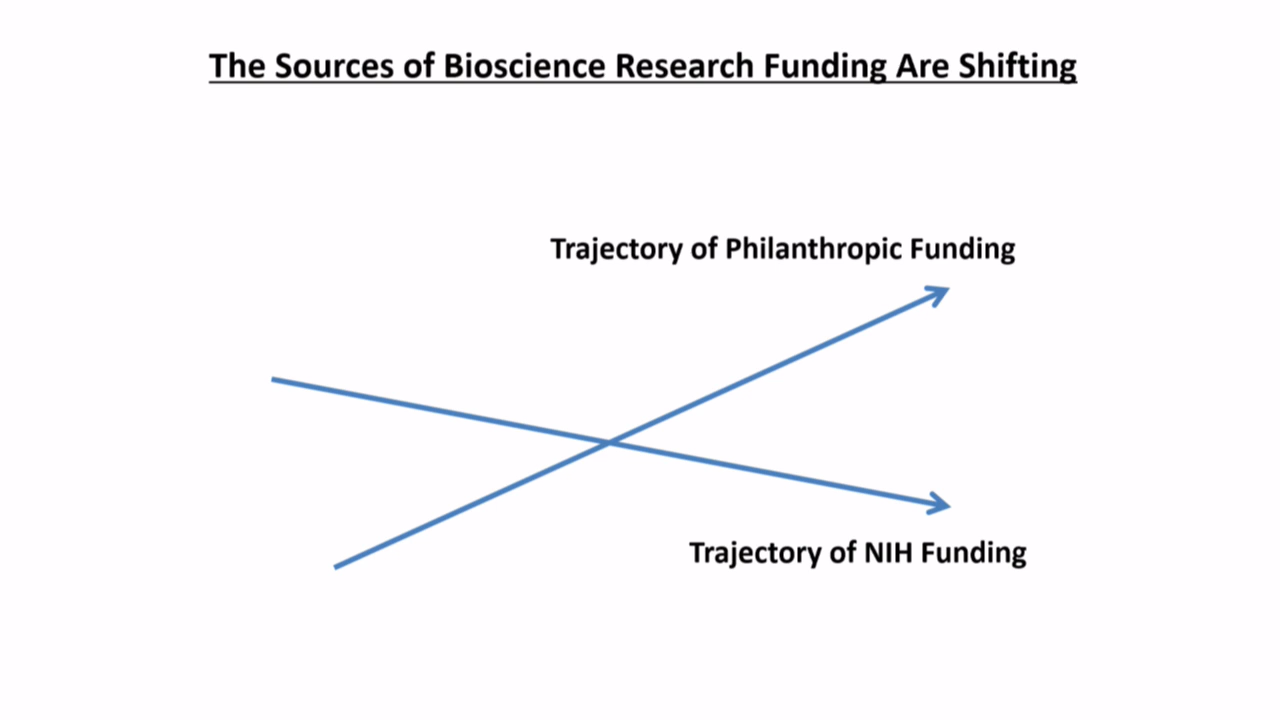 The Sources of Bioscience Research Funding Are Shifting
Trajectory of Philanthropic Funding
Trajectory of NIH Funding